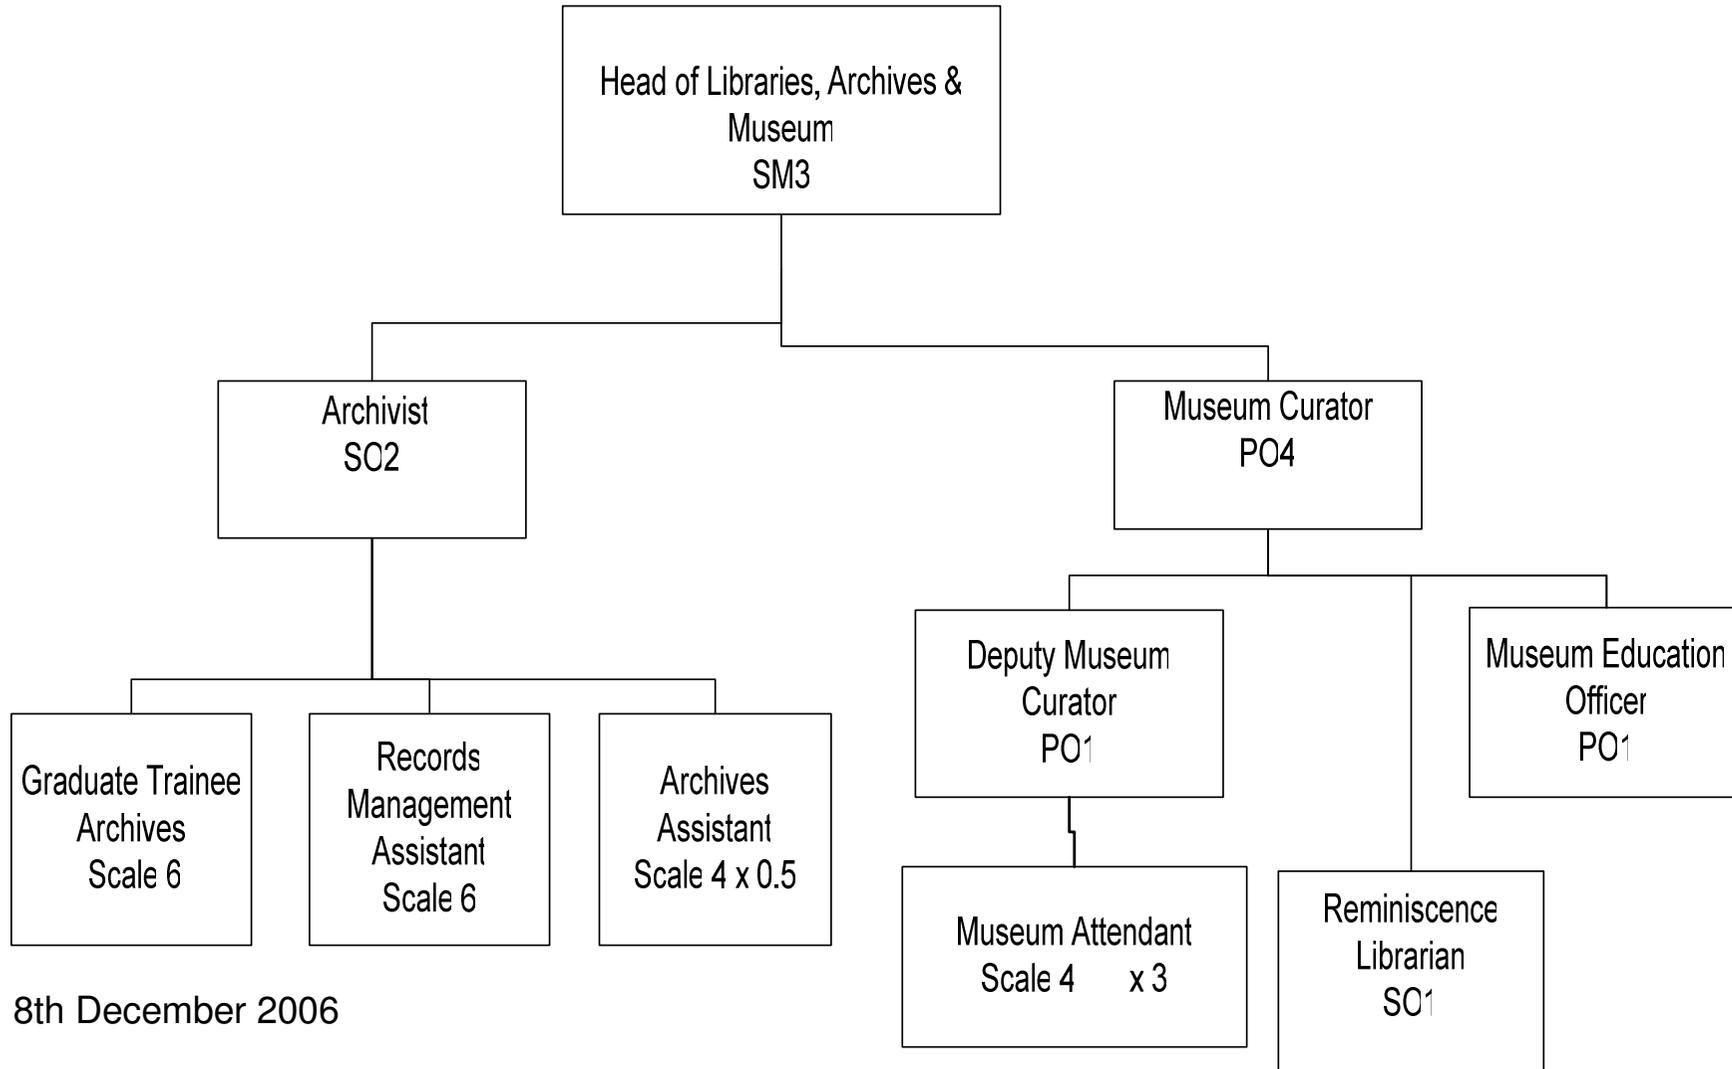 Head of Libraries, Archives &
Museum
SM3
Archivist
SO2
Museum Curator
PO4
Deputy Museum
Curator
PO1
Museum Education
Officer
PO1
Graduate Trainee
Archives
Scale 6
Records
Management
Assistant
Scale 6
Archives
Assistant
Scale 4 x 0.5
Museum Attendant
Scale 4 x 3
Reminiscence
Librarian
SO1
8th December 2006